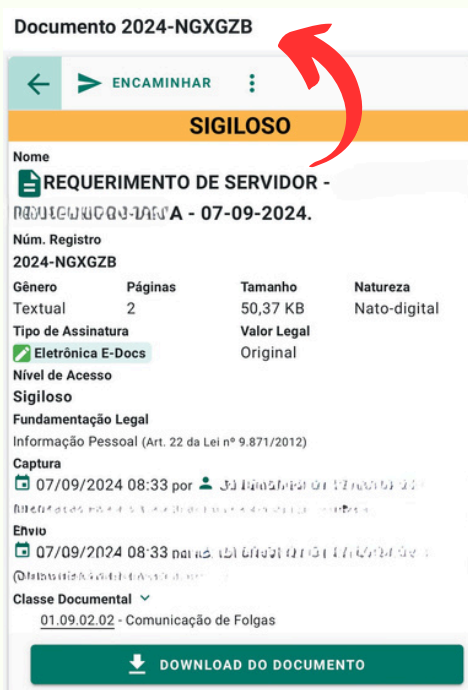 Documento 2024-NGXGZB
ENCAMINHAR
SIGILOSO
Nome
REQUERIMENTO DE SERVIDOR -
A - 07-09-2024.
Núm. Registro
2024-NGXGZB
Gênero Páginas Tamanho Natureza
Textual 2 50,37 KB Nato-digital
Tipo de Assinatura Valor Legal
Eletrônica E-Docs Original
Nível de Acesso
Sigiloso
Fundamentação Legal
Informação Pessoal (Art. 22 da Lei nº 9.871/2012)
Captura
07/09/2024 08:33 por
Envio
07/09/2024 08:33
Classe Documental
01.09.02.02 - Comunicação de Folgas
DOWNLOAD DO DOCUMENTO